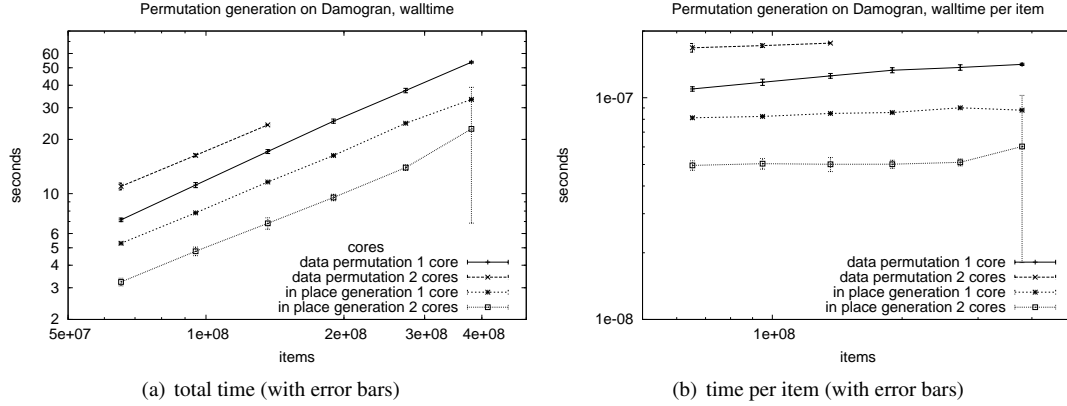 Permutation generation on Damogran, walltime
60
50
40
30
20
10
6
5
4
3
2
5e+07
1e+08
2e+08
3e+08
4e+08
seconds
items
cores
data permutation 1 core
data permutation 2 cores
in place generation 1 core
in place generation 2 cores
(a) total time (with error bars)
Permutation generation on Damogran, walltime per item
1e-07
1e-08
1e+08
seconds
items
data permutation 1 core
data permutation 2 cores
in place generation 1 core
in place generation 2 cores
(b) time per item (with error bars)